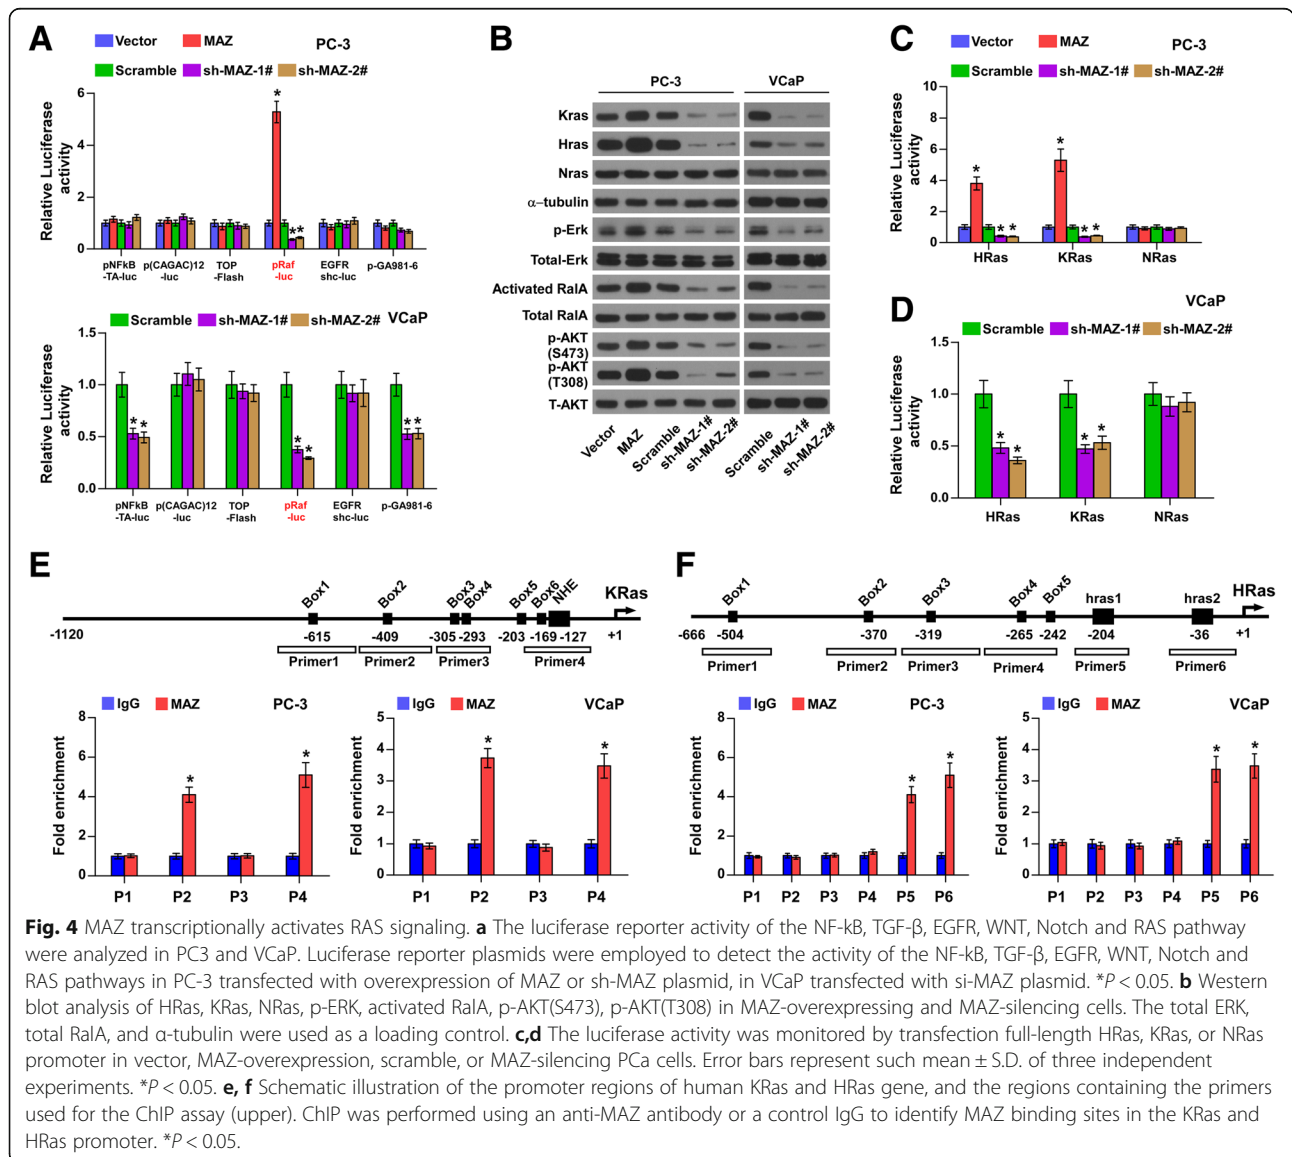 A
Vector MAZ PC-3
Scramble sh-MAZ-1# sh-MAZ-2#
Relative Luciferase activity
6
4
2
1
0
*
* *
pNFkB -TA-luc
p(CAGAC)12 -luc
TOP -Flash
pRaf -luc
EGFR shc-luc
p-GA981-6
Scramble sh-MAZ-1# sh-MAZ-2# VCaP
Relative Luciferase activity
1.5
1.0
0.5
0.0
* *
* *
* *
pNFkB -TA-luc
p(CAGAC)12 -luc
TOP -Flash
pRaf -luc
EGFR shc-luc
p-GA981-6
B
PC-3 VCaP
Kras
Hras
Nras
α-tubulin
p-Erk
Total-Erk
Activated RalA
Total RalA
p-AKT (S473)
p-AKT (T308)
T-AKT
Vector MAZ Scramble sh-MAZ-1# sh-MAZ-2# Scramble sh-MAZ-1# sh-MAZ-2#
C
Vector MAZ PC-3
Scramble sh-MAZ-1# sh-MAZ-2#
Relative Luciferase activity
10
8
6
4
2
1
0
*
* *
*
* *
HRas KRas NRas
D
VCaP
Scramble sh-MAZ-1# sh-MAZ-2#
Relative Luciferase activity
1.5
1.0
0.5
0.0
* *
* *
HRas KRas NRas
E
Box1 Box2 Box3 Box4 Box5 Box6 NHE KRas
-1120 -615 -409 -305 -293 -203 -169 -127 +1
Primer1 Primer2 Primer3 Primer4
IgG MAZ PC-3
Fold enrichment
8
6
4
2
0
*
*
P1 P2 P3 P4
IgG MAZ VCaP
Fold enrichment
5
4
3
2
1
0
*
*
P1 P2 P3 P4
F
Box1 Box2 Box3 Box4 Box5 hras1 hras2 HRas
-666 -504 -370 -319 -265 -242 -204 -36 +1
Primer1 Primer2 Primer3 Primer4 Primer5 Primer6
IgG MAZ PC-3
Fold enrichment
8
6
4
2
0
*
*
P1 P2 P3 P4 P5 P6
IgG MAZ VCaP
Fold enrichment
5
4
3
2
1
0
*
*
P1 P2 P3 P4 P5 P6
Fig. 4 MAZ transcriptionally activates RAS signaling. a The luciferase reporter activity of the NF-kB, TGF-β, EGFR, WNT, Notch and RAS pathway
were analyzed in PC3 and VCaP. Luciferase reporter plasmids were employed to detect the activity of the NF-kB, TGF-β, EGFR, WNT, Notch and
RAS pathways in PC-3 transfected with overexpression of MAZ or sh-MAZ plasmid, in VCaP transfected with si-MAZ plasmid. *P < 0.05. b Western
blot analysis of HRas, KRas, NRas, p-ERK, activated RalA, p-AKT(S473), p-AKT(T308) in MAZ-overexpressing and MAZ-silencing cells. The total ERK,
total RalA, and α-tubulin were used as a loading control. c,d The luciferase activity was monitored by transfection full-length HRas, KRas, or NRas
promoter in vector, MAZ-overexpression, scramble, or MAZ-silencing PCa cells. Error bars represent such mean ± S.D. of three independent
experiments. *P < 0.05. e, f Schematic illustration of the promoter regions of human KRas and HRas gene, and the regions containing the primers
used for the ChIP assay (upper). ChIP was performed using an anti-MAZ antibody or a control IgG to identify MAZ binding sites in the KRas and
HRas promoter. *P < 0.05.